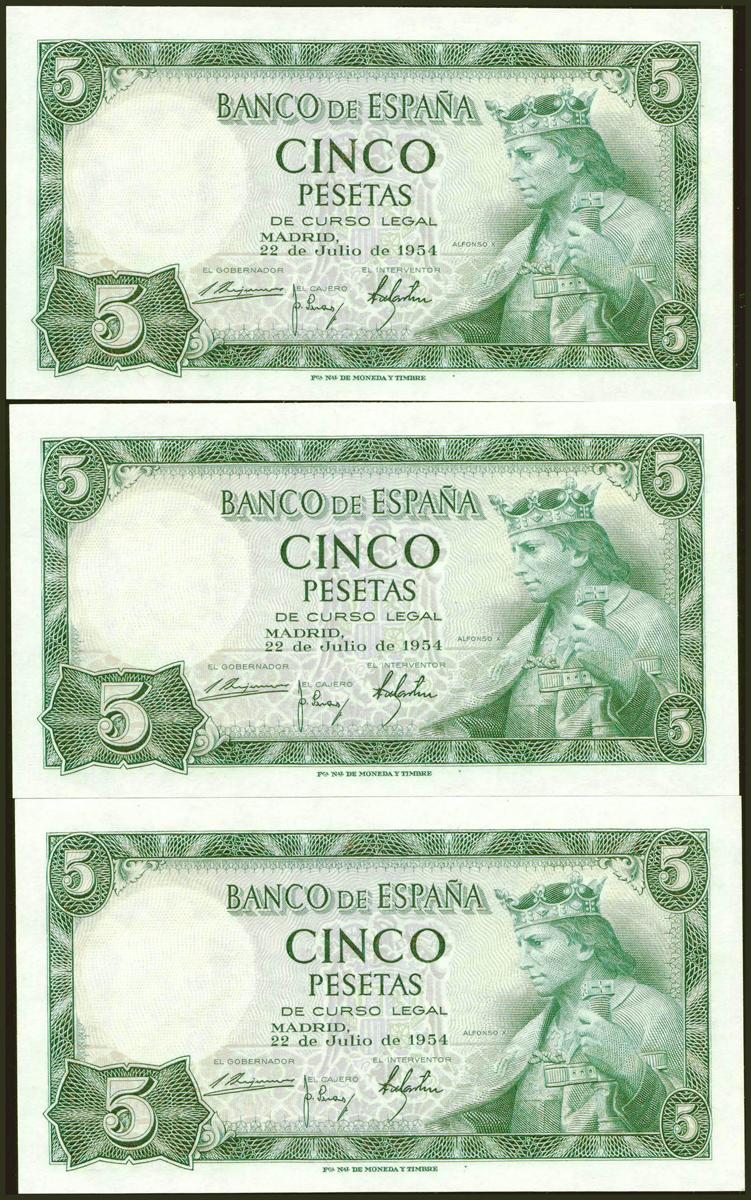 5 5
BANCO DE ESPAÑA
CINCO
PESETAS
DE CURSO LEGAL
MADRID,
22 de Julio de 1954
ALFONSO X
EL GOBERNADOR EL INTERVENTOR
EL CAJERO
5 5
Fca. Nal. DE MONEDA Y TIMBRE
5 5
BANCO DE ESPAÑA
CINCO
PESETAS
DE CURSO LEGAL
MADRID,
22 de Julio de 1954
ALFONSO X
EL GOBERNADOR EL INTERVENTOR
EL CAJERO
5 5
Fca. Nal. DE MONEDA Y TIMBRE
5 5
BANCO DE ESPAÑA
CINCO
PESETAS
DE CURSO LEGAL
MADRID,
22 de Julio de 1954
ALFONSO X
EL GOBERNADOR EL INTERVENTOR
EL CAJERO
5 5
Fca. Nal. DE MONEDA Y TIMBRE